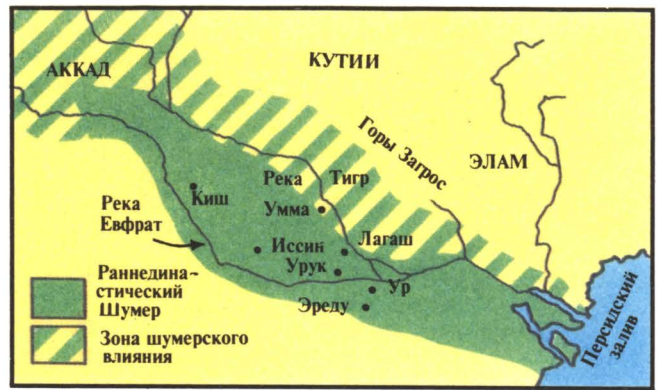 АККАД
КУТИИ
Горы Загрос
ЭЛАМ
Река Тигр
Киш
Умма
Река
Евфрат
Иссин
Лагаш
Урук
Ур
Эреду
Персидский
залив
Раннедина-
стический
Шумер
Зона шумерского
влияния